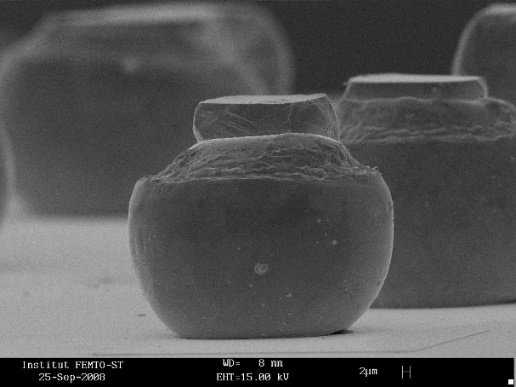 Institut FEMTO-ST WD= 8 mm 2µm
25-Sep-2008 EHT=15.00 kV